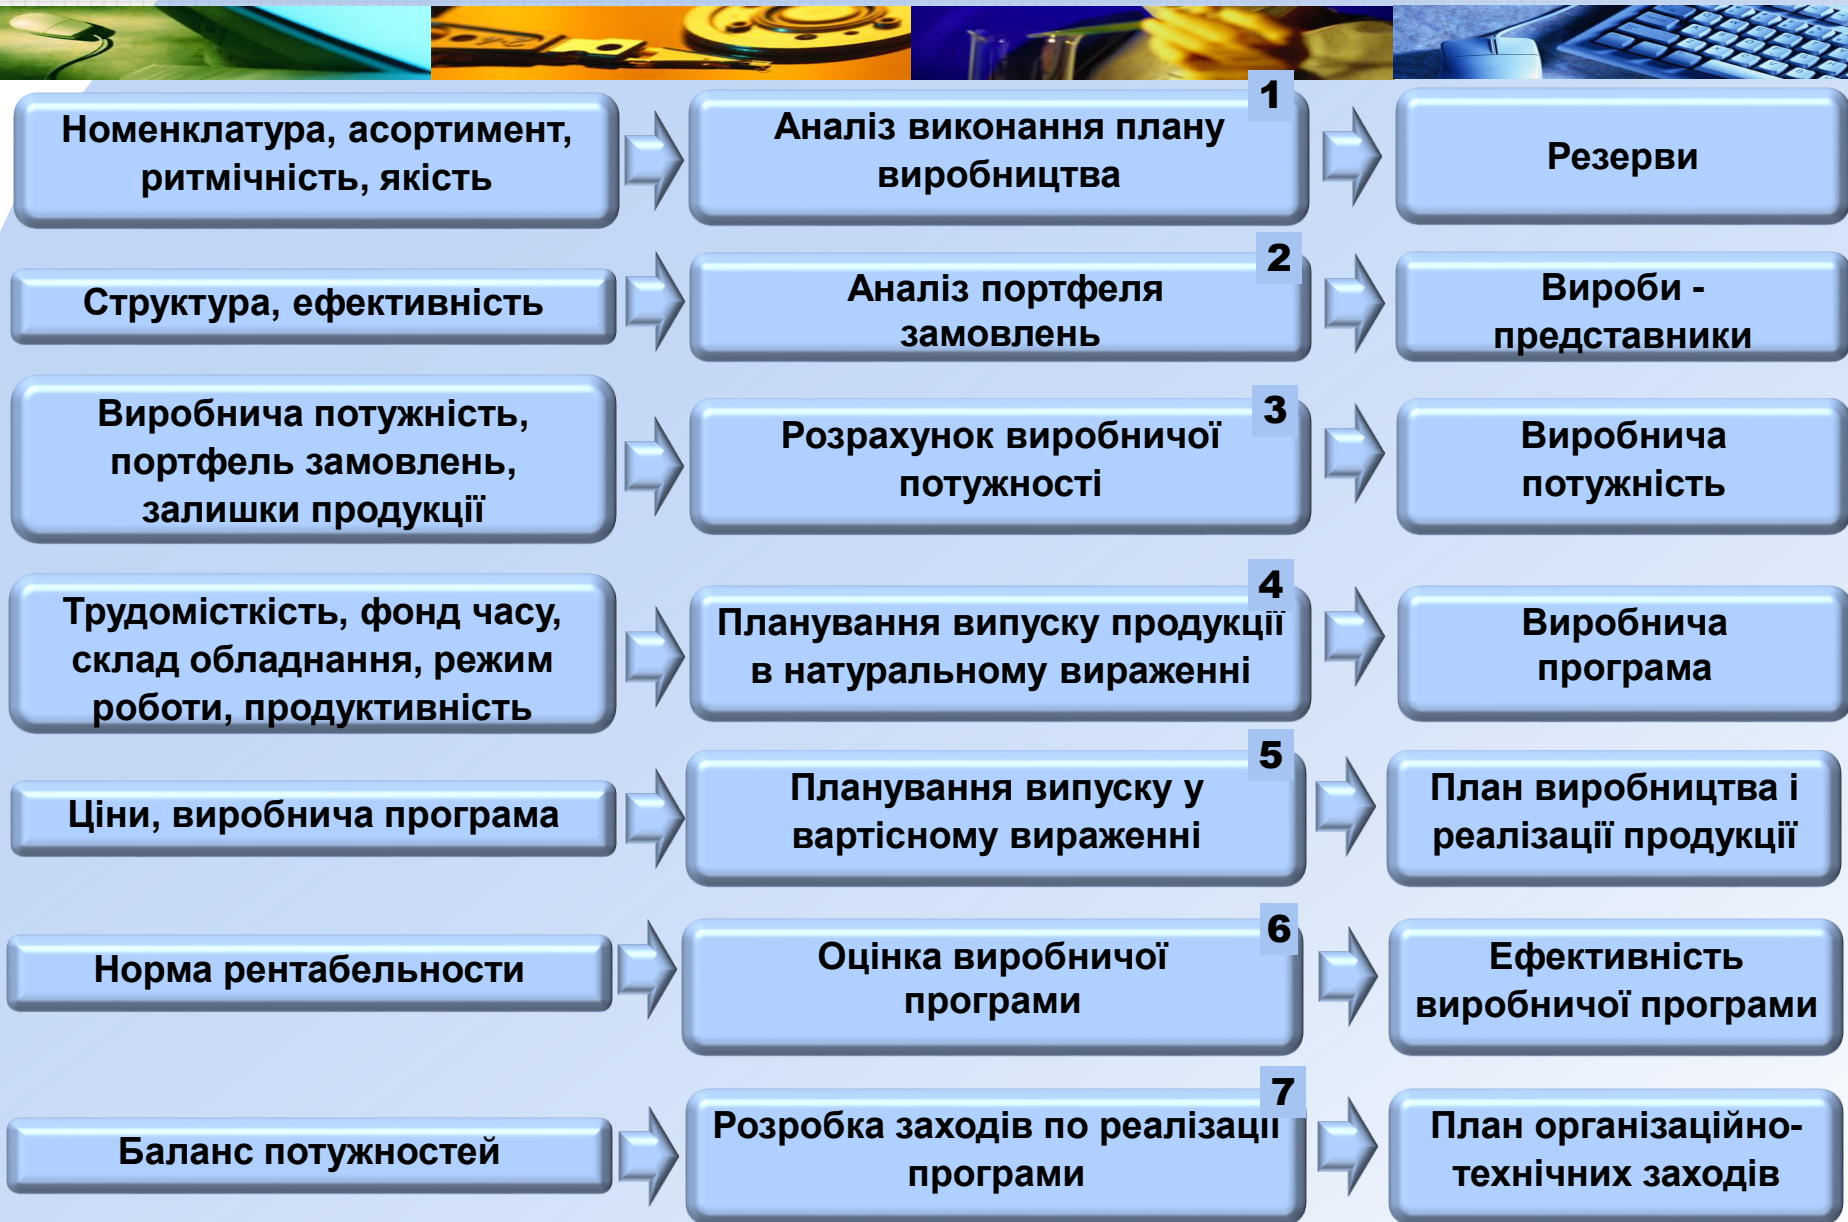 Номенклатура, асортимент,
ритмічність, якість
1
Аналіз виконання плану
виробництва
Резерви
Структура, ефективність
2
Аналіз портфеля
замовлень
Вироби -
представники
Виробнича потужність,
портфель замовлень,
залишки продукції
3
Розрахунок виробничої
потужності
Виробнича
потужність
Трудомісткість, фонд часу,
склад обладнання, режим
роботи, продуктивність
4
Планування випуску продукції
в натуральному вираженні
Виробнича
програма
Ціни, виробнича програма
5
Планування випуску у
вартісному вираженні
План виробництва і
реалізації продукції
Норма рентабельности
6
Оцінка виробничої
програми
Ефективність
виробничої програми
Баланс потужностей
7
Розробка заходів по реалізації
програми
План організаційно-
технічних заходів